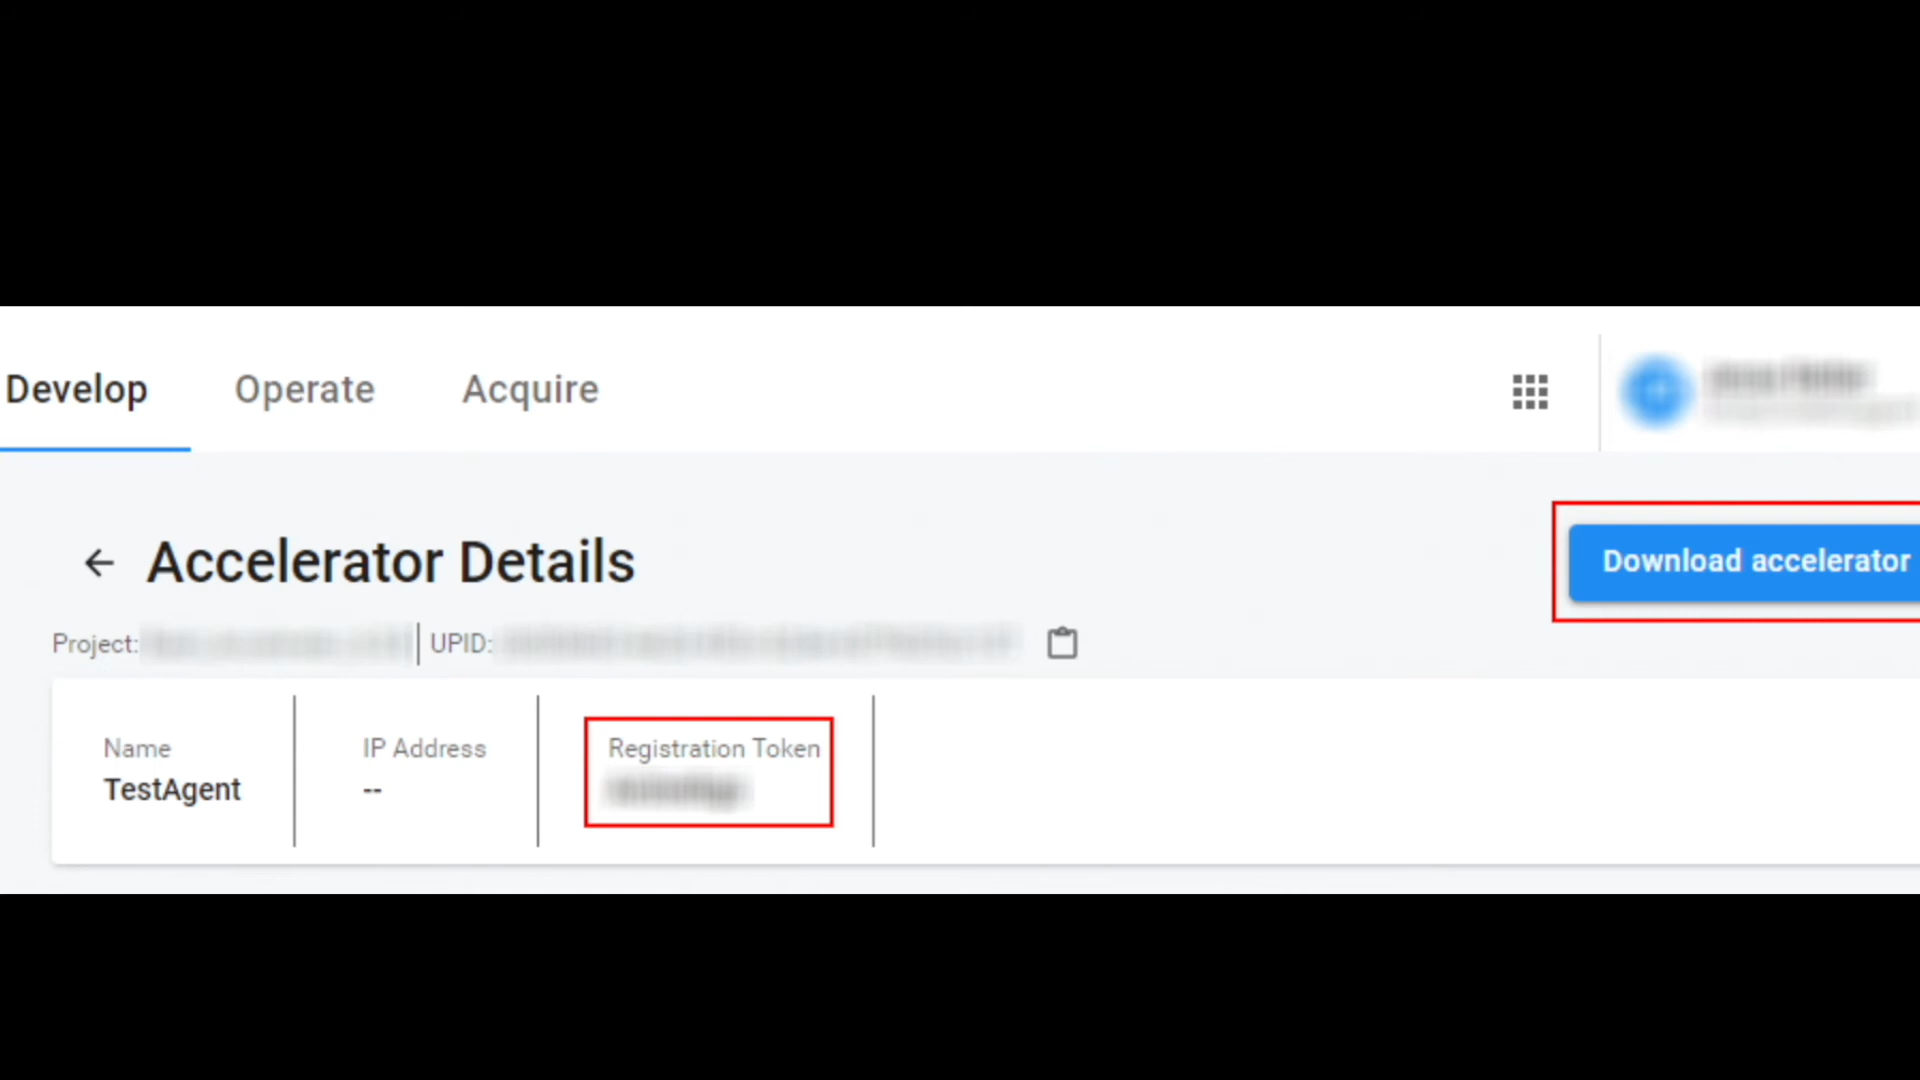 Develop Operate Acquire
Accelerator Details
Download accelerator
Project: UPID:
Name IP Address Registration Token
TestAgent --